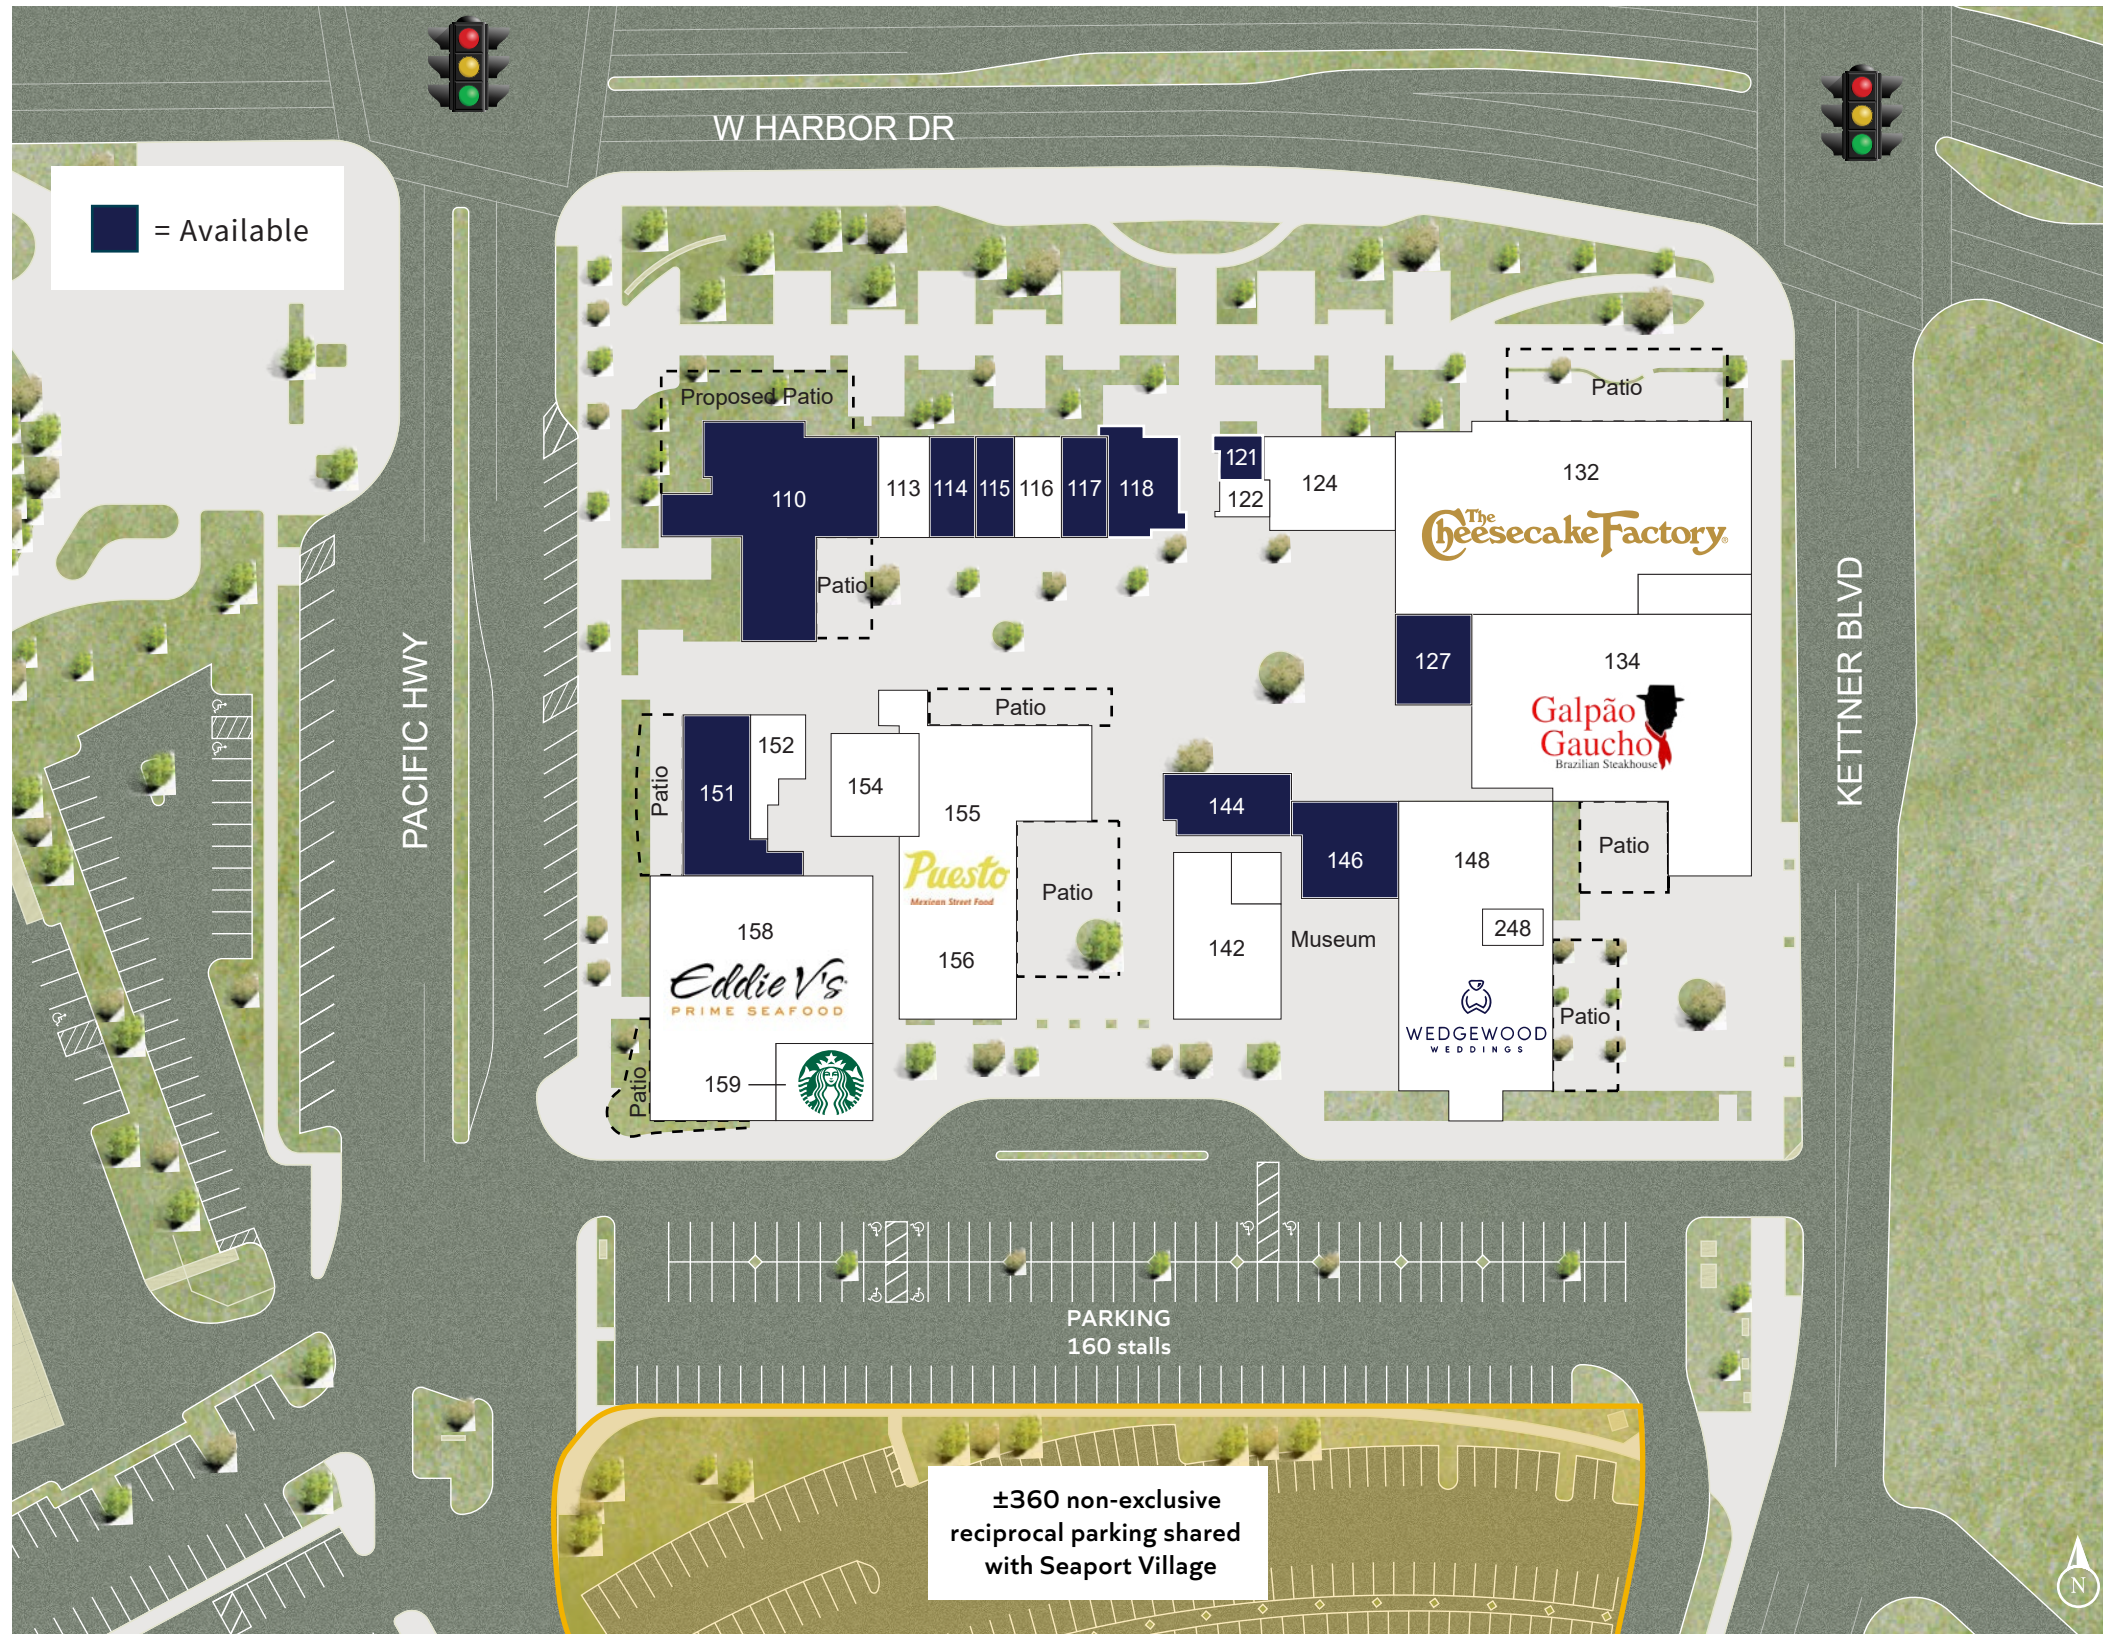 W HARBOR DR
= Available
Proposed Patio
Patio
110
113
114
115
116
117
118
121
122
124
132
The
Cheesecake Factory®
Patio
127
134
Galpão
Gaucho
Brazilian Steakhouse
KETTNER BLVD
PACIFIC HWY
Patio
Patio
151
152
154
155
Puesto
Mexican Street Food
156
Patio
144
146
148
Patio
248
142
Museum
WEDGEWOOD
WEDDINGS
Patio
158
Eddie V's
PRIME SEAFOOD
159
Patio
PARKING
160 stalls
±360 non-exclusive
reciprocal parking shared
with Seaport Village
N